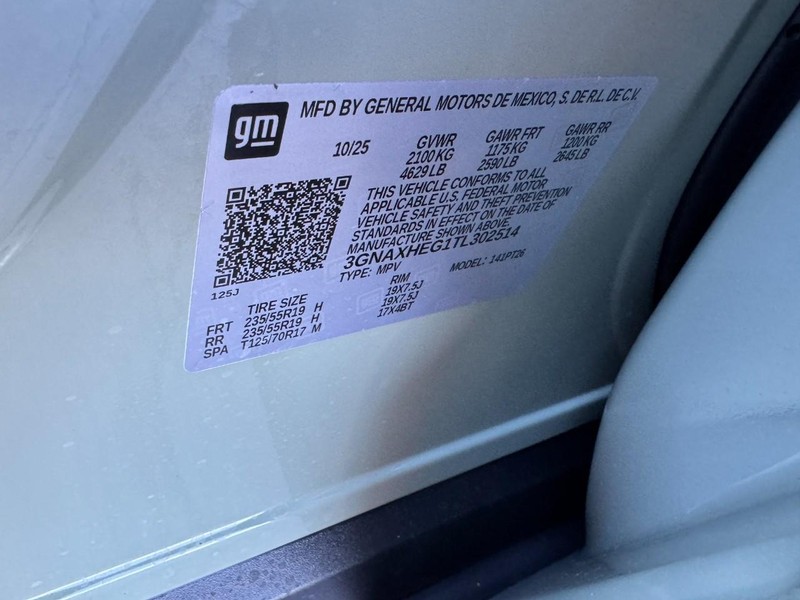 gm
MFD BY GENERAL MOTORS DE MEXICO, S. DE R.L. DE C.V.
10/25 GVWR GAWR FRT GAWR RR
2100 KG 1175 KG 1200 KG
4629 LB 2590 LB 2645 LB
THIS VEHICLE CONFORMS TO ALL
APPLICABLE U.S. FEDERAL MOTOR
VEHICLE SAFETY AND THEFT PREVENTION
STANDARDS IN EFFECT ON THE DATE OF
MANUFACTURE SHOWN ABOVE.
3GNAXHEG1TL302514
TYPE: MPV MODEL: 141PT26
125J
TIRE SIZE RIM
FRT 235/55R19 H 19X7.5J
RR 235/55R19 H 19X7.5J
SPA T125/70R17 M 17X4BT